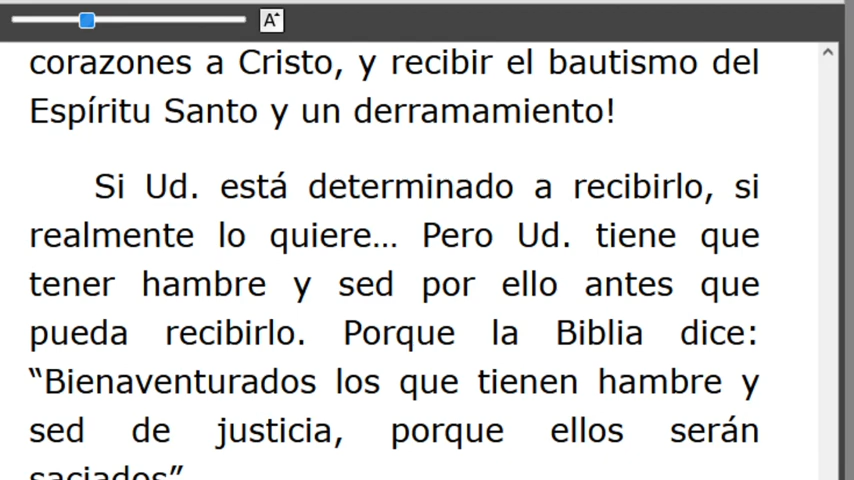 A
corazones a Cristo, y recibir el bautismo del
Espíritu Santo y un derramamiento!
Si Ud. está determinado a recibirlo, si
realmente lo quiere... Pero Ud. tiene que
tener hambre y sed por ello antes que
pueda recibirlo. Porque la Biblia dice:
“Bienaventurados los que tienen hambre y
sed de justicia, porque ellos serán
saciados”